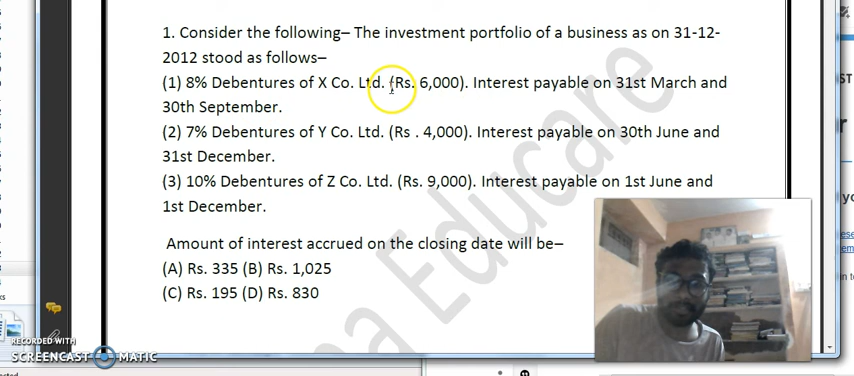 1. Consider the following– The investment portfolio of a business as on 31-12-
2012 stood as follows–
(1) 8% Debentures of X Co. Ltd. (Rs. 6,000). Interest payable on 31st March and
30th September.
(2) 7% Debentures of Y Co. Ltd. (Rs . 4,000). Interest payable on 30th June and
31st December.
(3) 10% Debentures of Z Co. Ltd. (Rs. 9,000). Interest payable on 1st June and
1st December.
Amount of interest accrued on the closing date will be–
(A) Rs. 335 (B) Rs. 1,025
(C) Rs. 195 (D) Rs. 830
Educare
RECORDED WITH
SCREENCAST MATIC